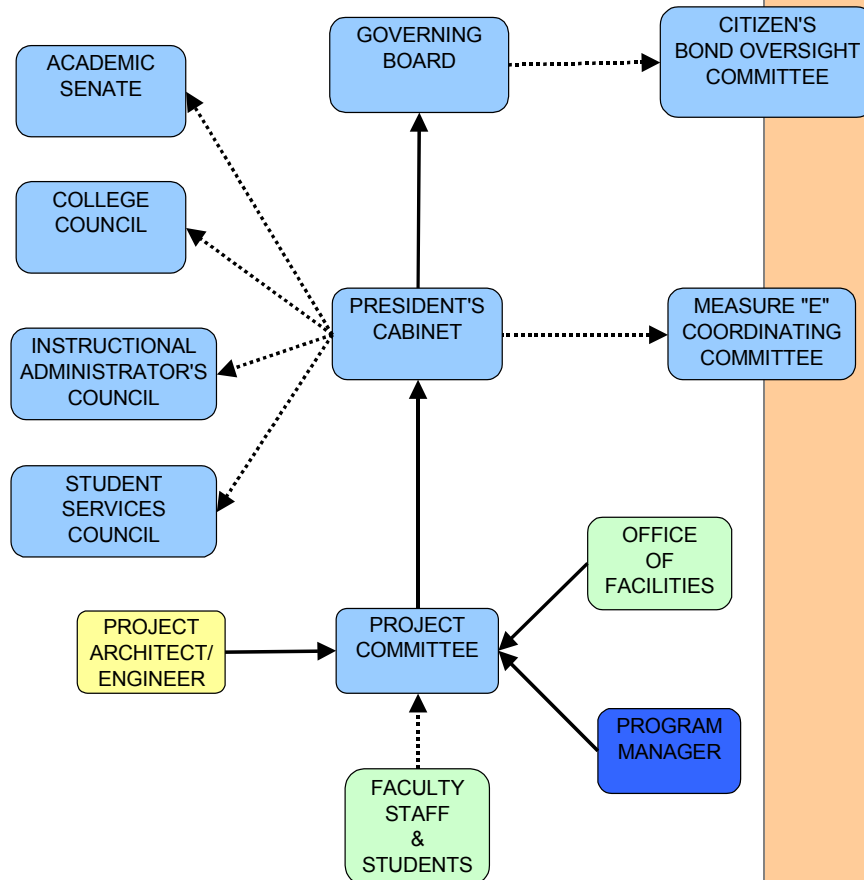 GOVERNING
BOARD
CITIZEN'S
BOND OVERSIGHT
COMMITTEE
ACADEMIC
SENATE
COLLEGE
COUNCIL
PRESIDENT'S
CABINET
MEASURE "E"
COORDINATING
COMMITTEE
INSTRUCTIONAL
ADMINISTRATOR'S
COUNCIL
STUDENT
SERVICES
COUNCIL
OFFICE
OF
FACILITIES
PROJECT
ARCHITECT/
ENGINEER
PROJECT
COMMITTEE
PROGRAM
MANAGER
FACULTY
STAFF
&
STUDENTS